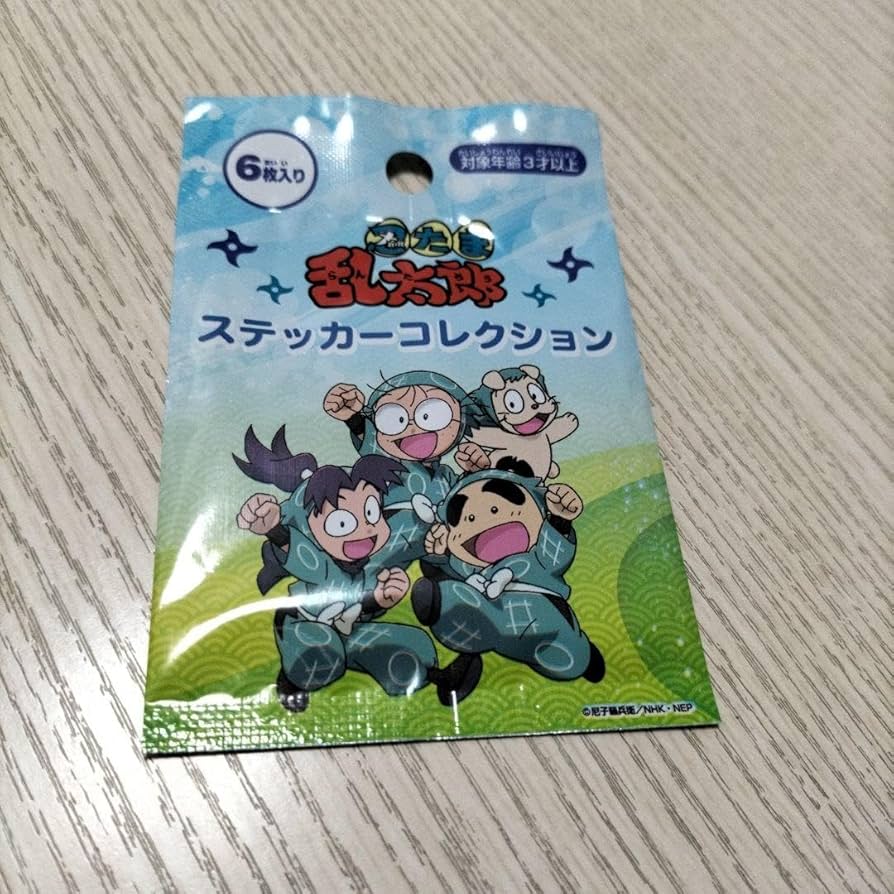 6枚入り
対象年齢3才以上
忍たま
乱太郎
ステッカーコレクション
©尼子騒兵衛/NHK・NEP